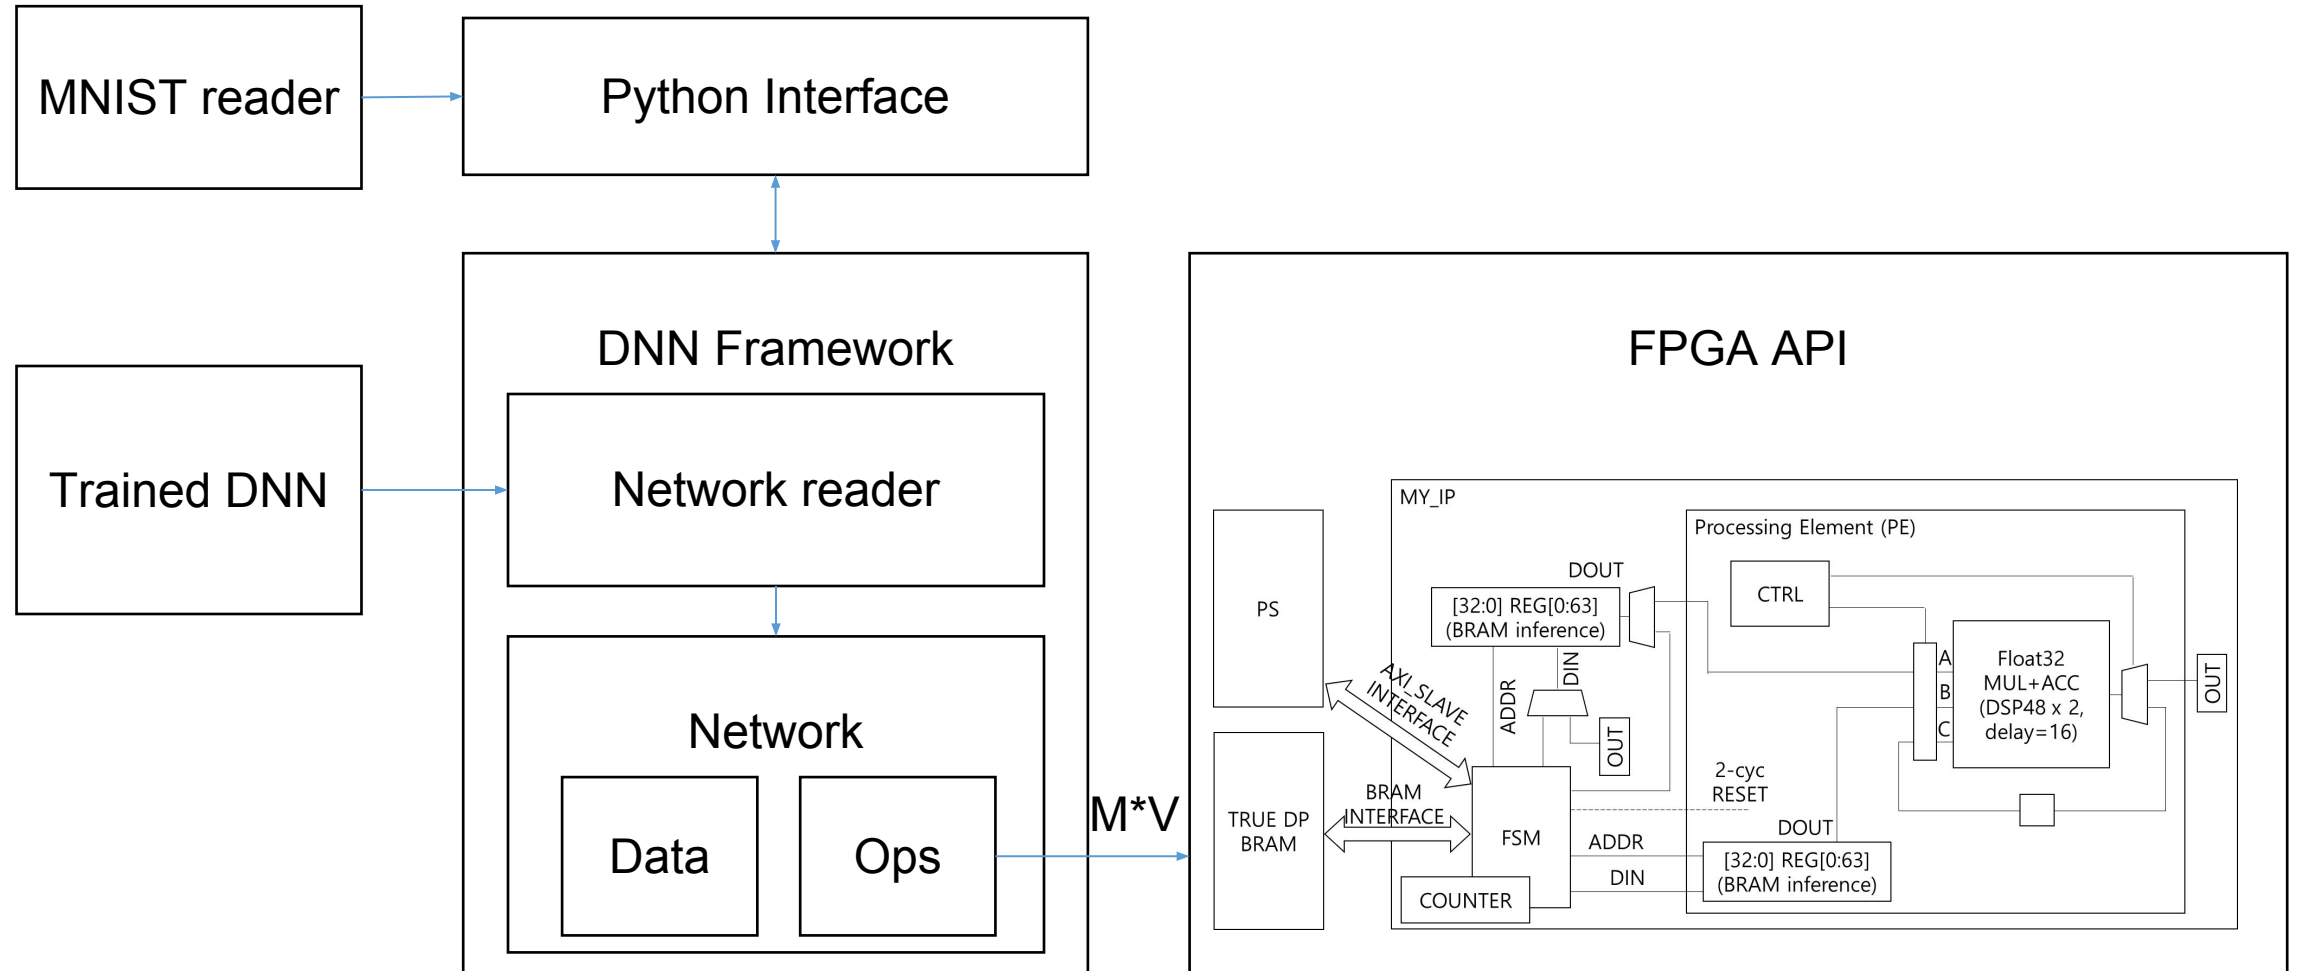 MNIST reader
Python Interface
DNN Framework
FPGA API
Trained DNN
Network reader
Network
Data
Ops
M*V
MY_IP
PS
TRUE DP
BRAM
AXI_SLAVE
INTERFACE
BRAM
INTERFACE
DOUT
[32:0] REG[0:63]
(BRAM inference)
ADDR
DIN
OUT
FSM
COUNTER
Processing Element (PE)
CTRL
A
B
C
Float32
MUL+ACC
(DSP48 x 2,
delay=16)
OUT
2-cyc
RESET
ADDR
DIN
DOUT
[32:0] REG[0:63]
(BRAM inference)